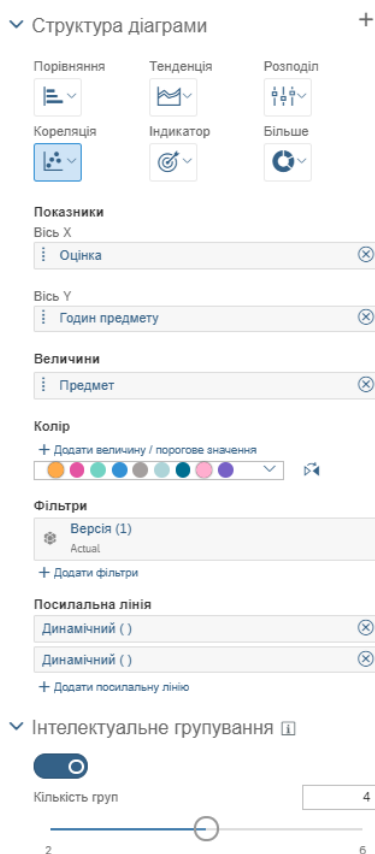 Структура діаграми
Порівняння Тенденція Розподіл
Кореляція Індикатор Більше
Показники
Вісь X
Оцінка
Вісь Y
Годин предмету
Величини
Предмет
Колір
+ Додати величину / порогове значення
Фільтри
Версія (1)
Actual
+ Додати фільтри
Посилальна лінія
Динамічний ( )
Динамічний ( )
+ Додати посилальну лінію
Інтелектуальне групування
Кількість груп 4
2 6